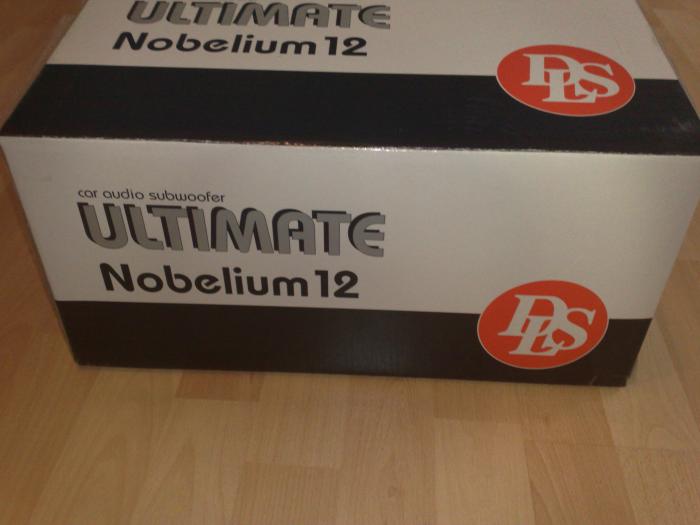 ULTIMATE
Nobelium 12
DLS
car audio subwoofer
ULTIMATE
Nobelium 12
DLS